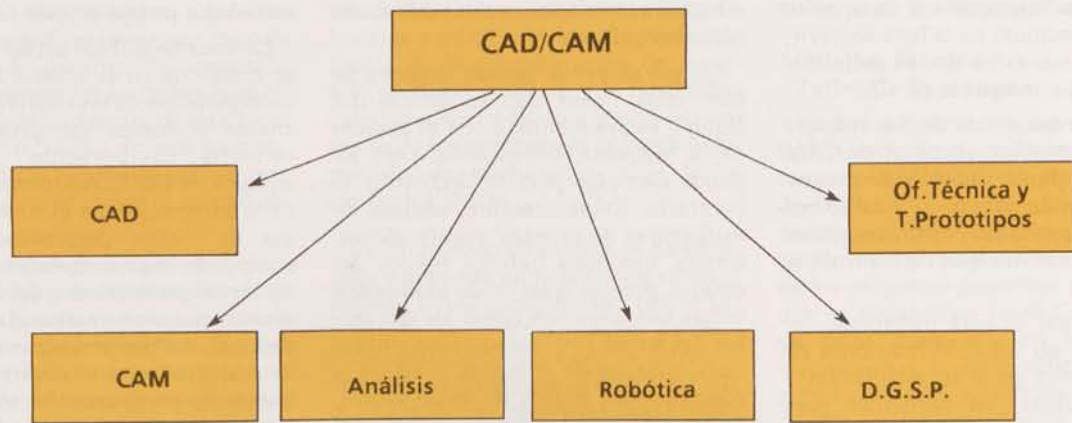 CAD/CAM
CAD
Of.Técnica y
T.Prototipos
CAM
Análisis
Robótica
D.G.S.P.